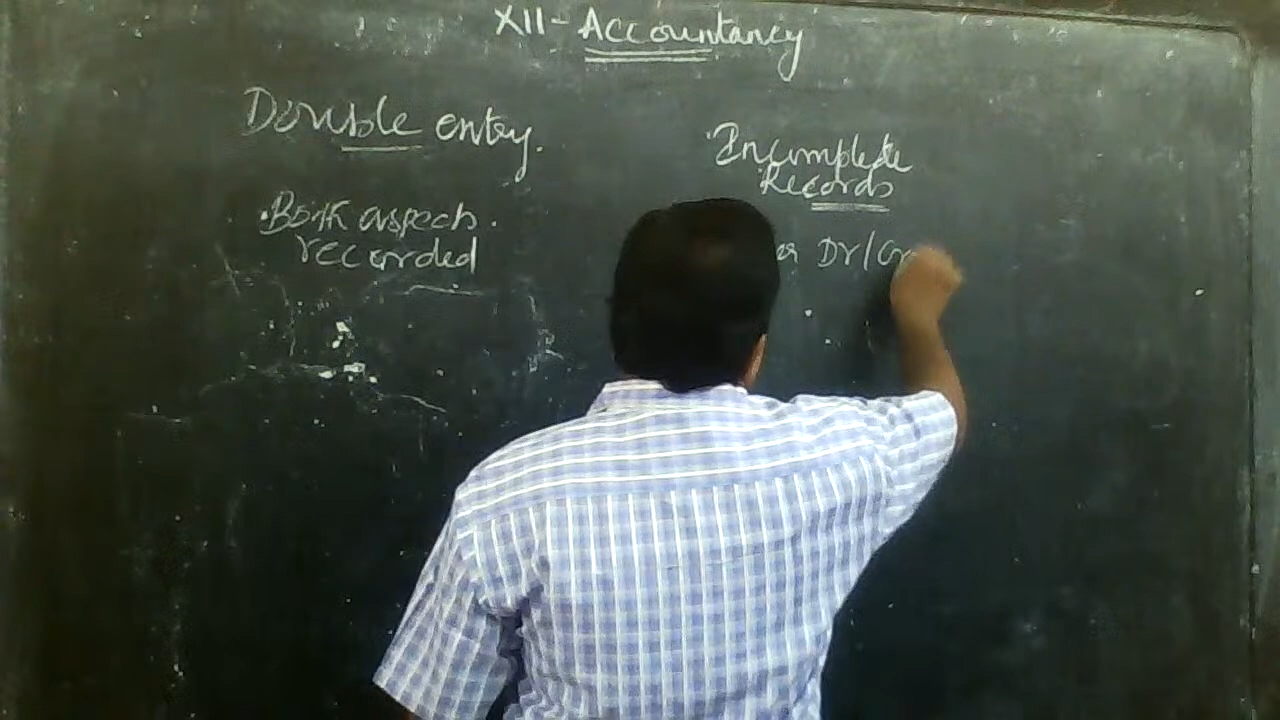 XII - Accountancy
Double entry.
Incomplete
Records
Both aspects.
recorded
Dr/Cr